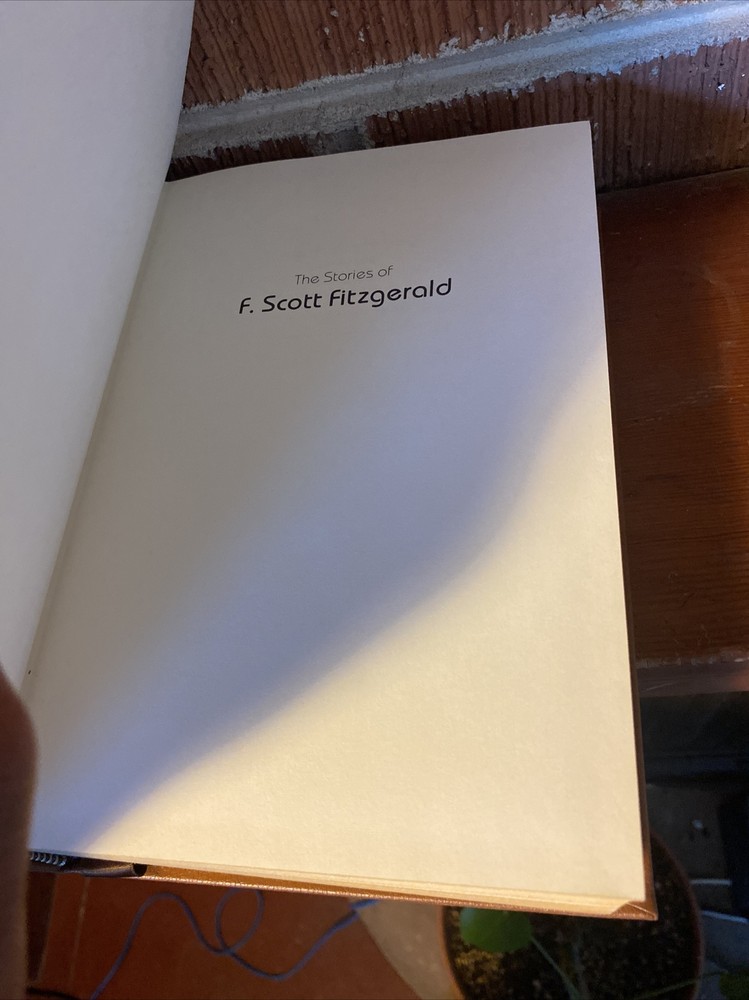 The Stories of
F. Scott Fitzgerald